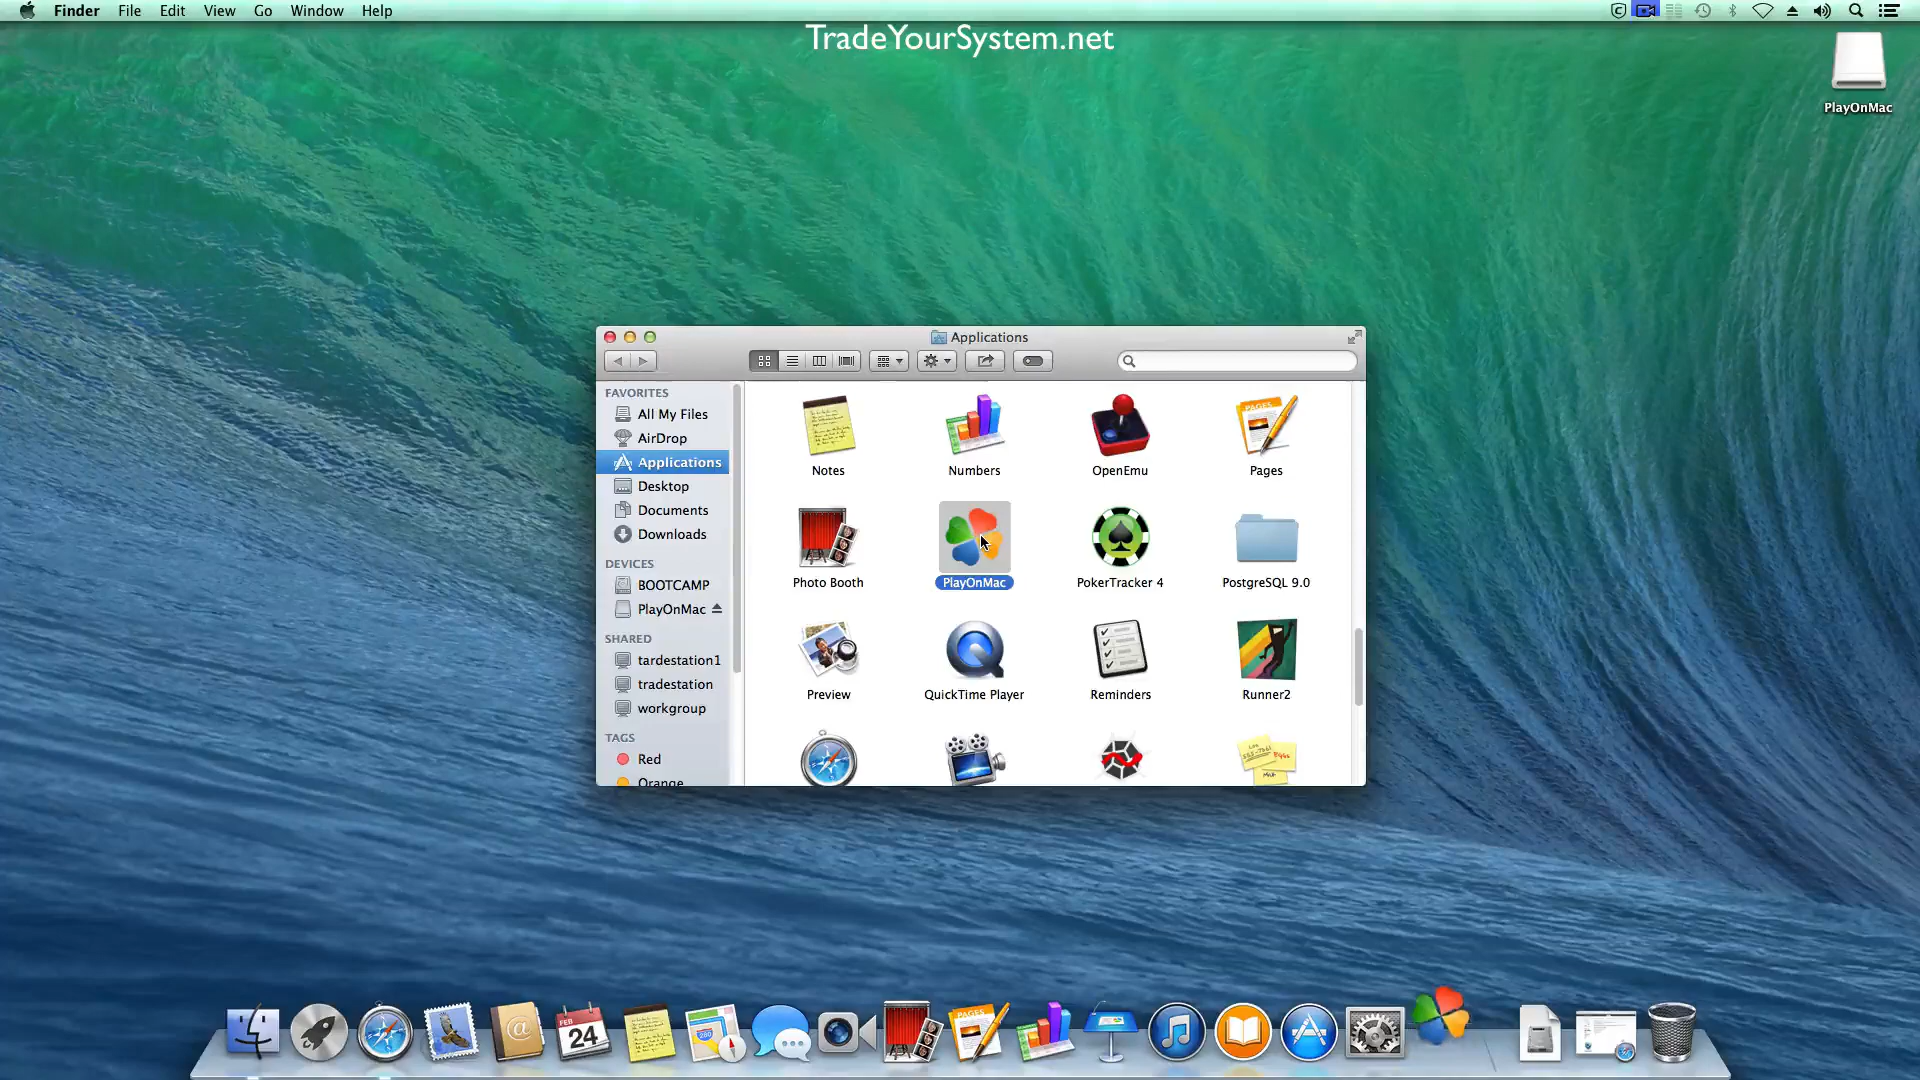 Finder File Edit View Go Window Help
TradeYourSystem.net
PlayOnMac
Applications
FAVORITES
All My Files
AirDrop
Applications
Desktop
Documents
Downloads
DEVICES
BOOTCAMP
PlayOnMac
SHARED
tardestation1
tradestation
workgroup
TAGS
Red
Orange
Notes Numbers OpenEmu Pages
Photo Booth PlayOnMac PokerTracker 4 PostgreSQL 9.0
Preview QuickTime Player Reminders Runner2
FEB
24
PAGES